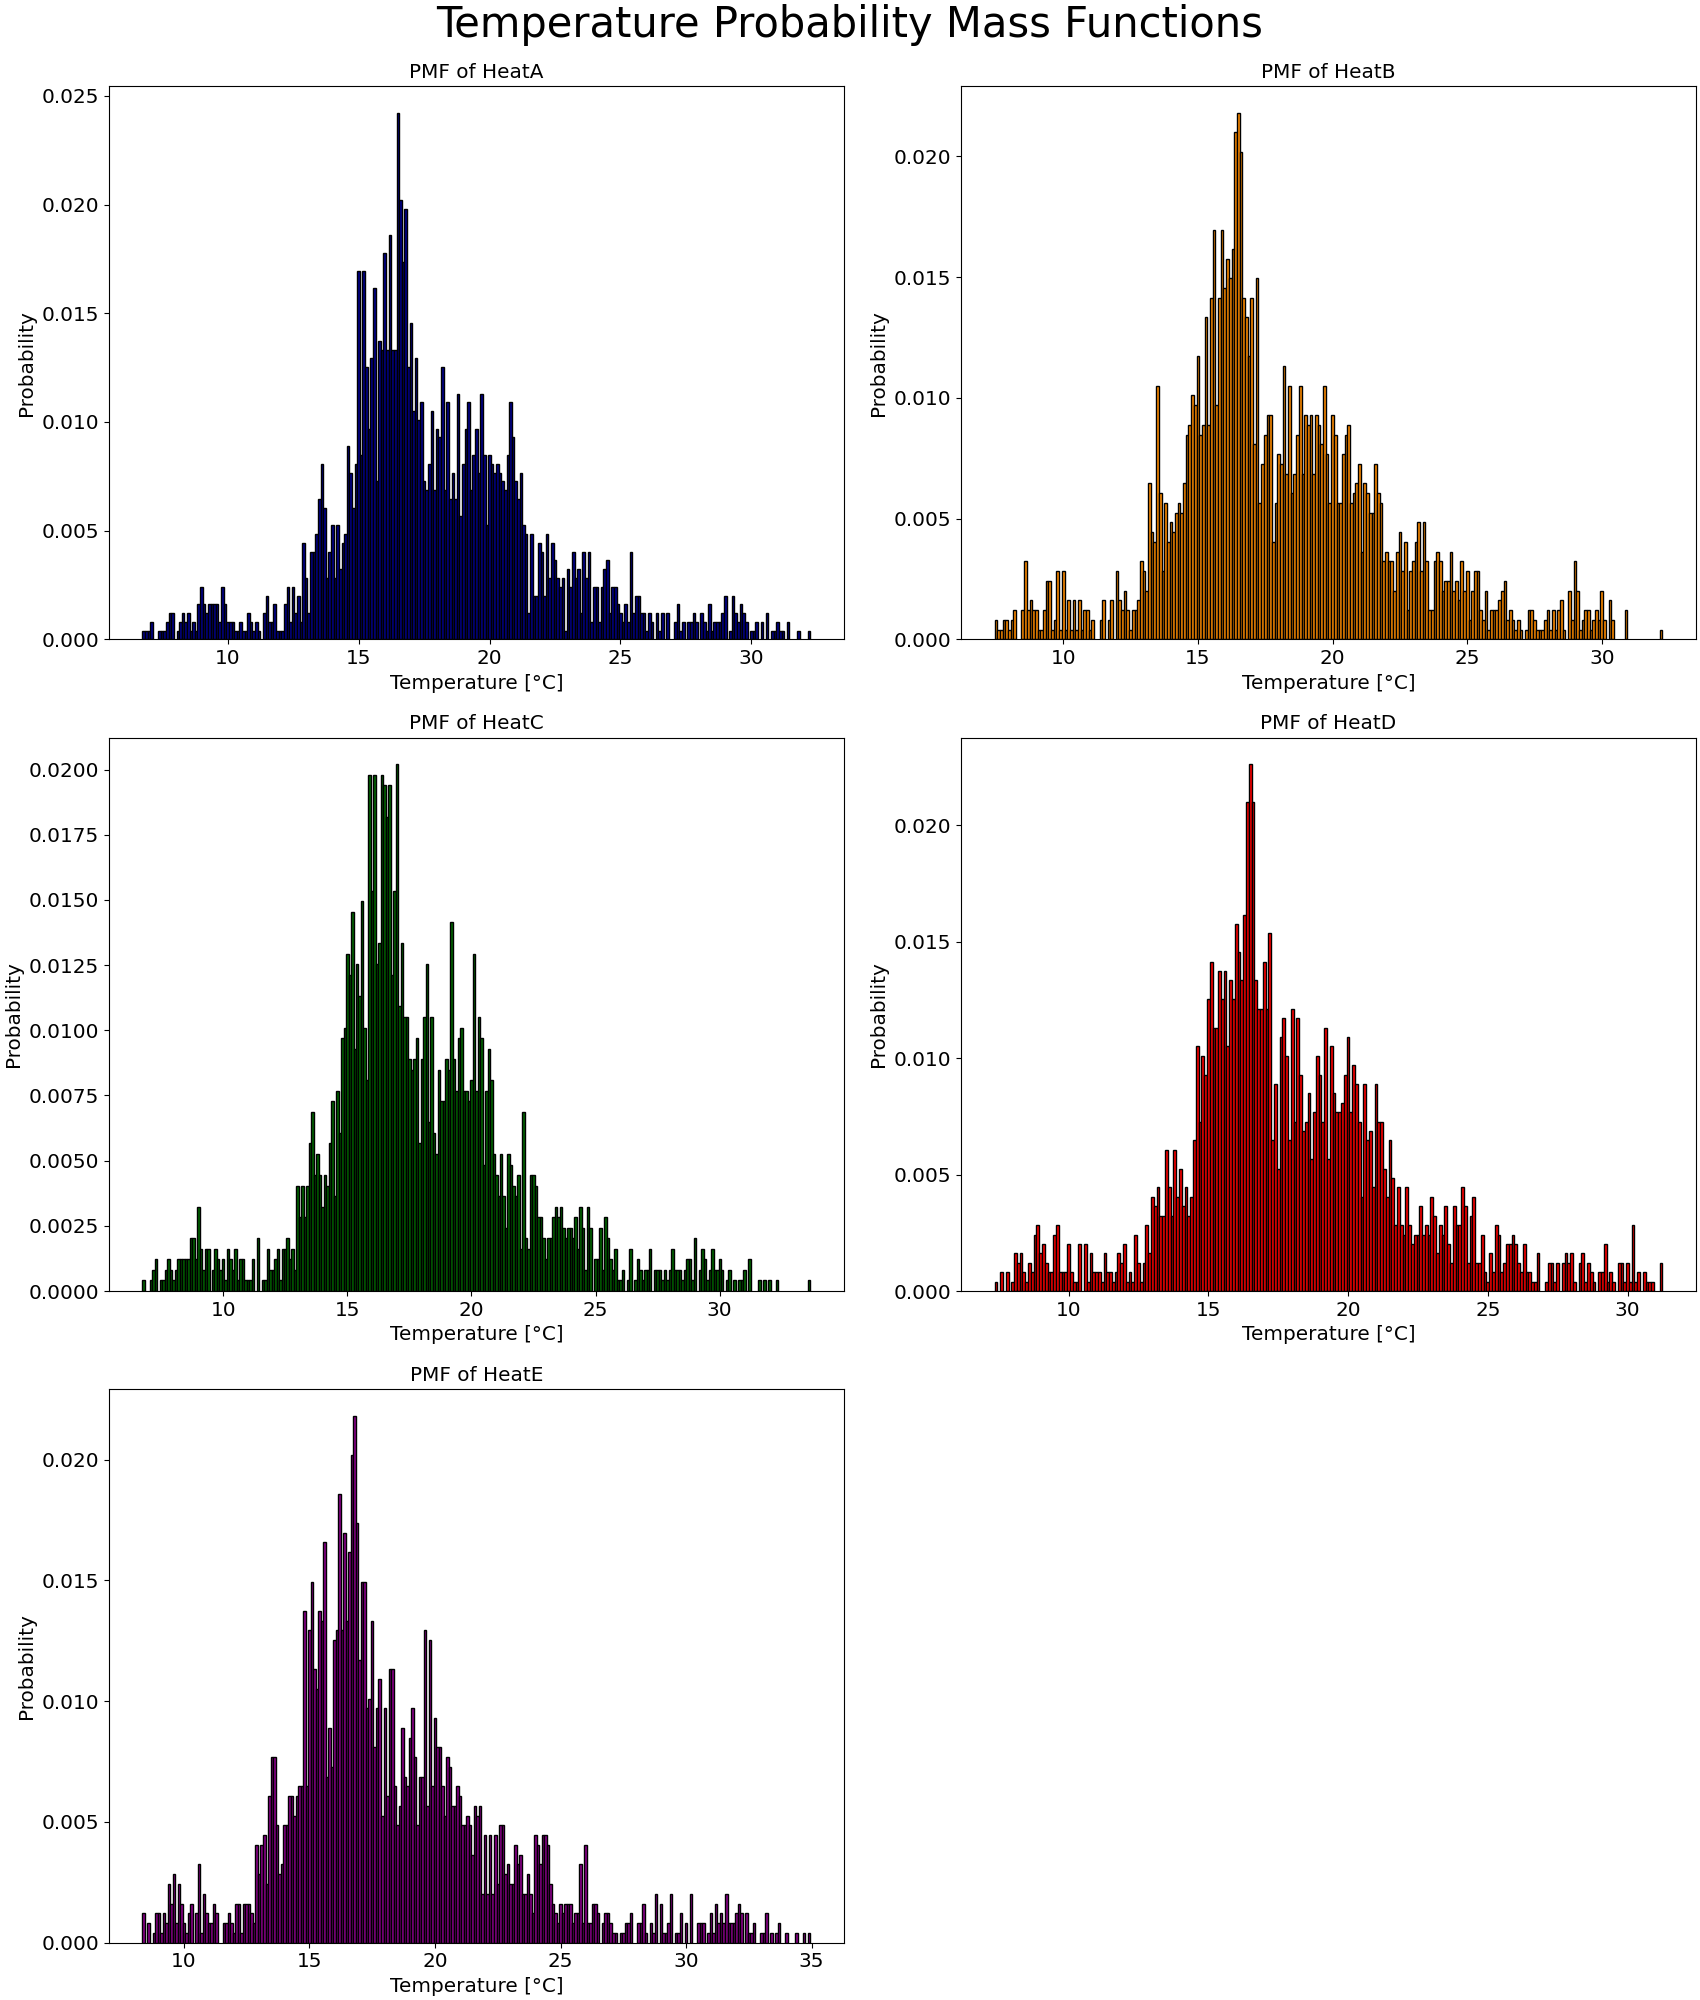 Temperature Probability Mass Functions
PMF of HeatA
Probability
0.025
0.020
0.015
0.010
0.005
0.000
10 15 20 25 30
Temperature [°C]
PMF of HeatB
Probability
0.020
0.015
0.010
0.005
0.000
10 15 20 25 30
Temperature [°C]
PMF of HeatC
Probability
0.0200
0.0175
0.0150
0.0125
0.0100
0.0075
0.0050
0.0025
0.0000
10 15 20 25 30
Temperature [°C]
PMF of HeatD
Probability
0.020
0.015
0.010
0.005
0.000
10 15 20 25 30
Temperature [°C]
PMF of HeatE
Probability
0.020
0.015
0.010
0.005
0.000
10 15 20 25 30 35
Temperature [°C]